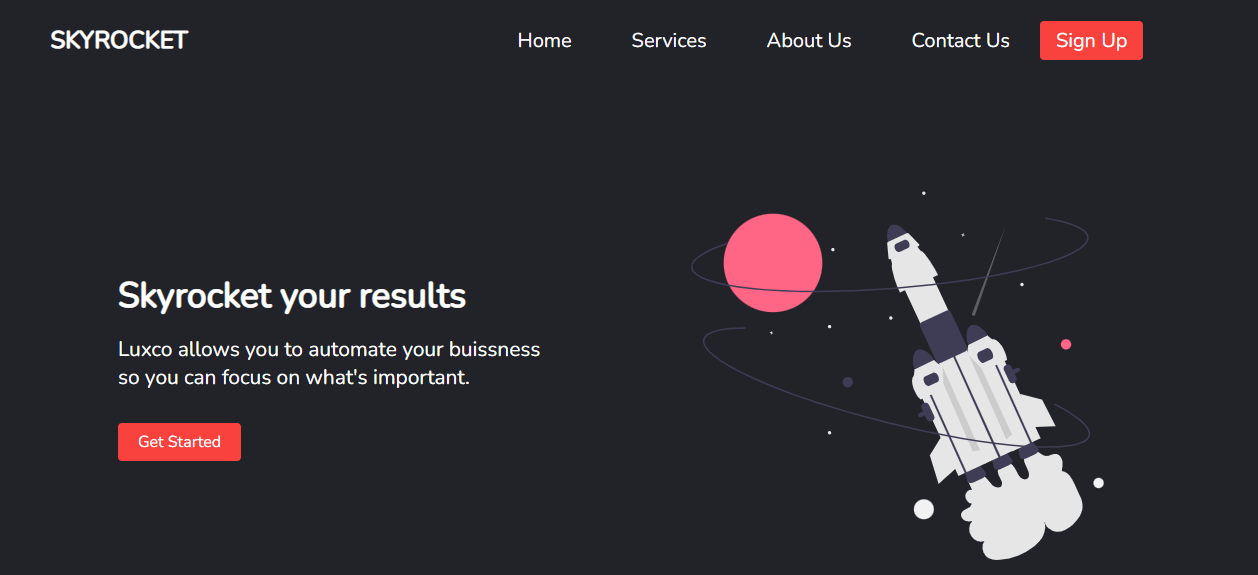 SKYROCKET
Home Services About Us Contact Us Sign Up
Skyrocket your results
Luxco allows you to automate your buissness
so you can focus on what's important.
Get Started